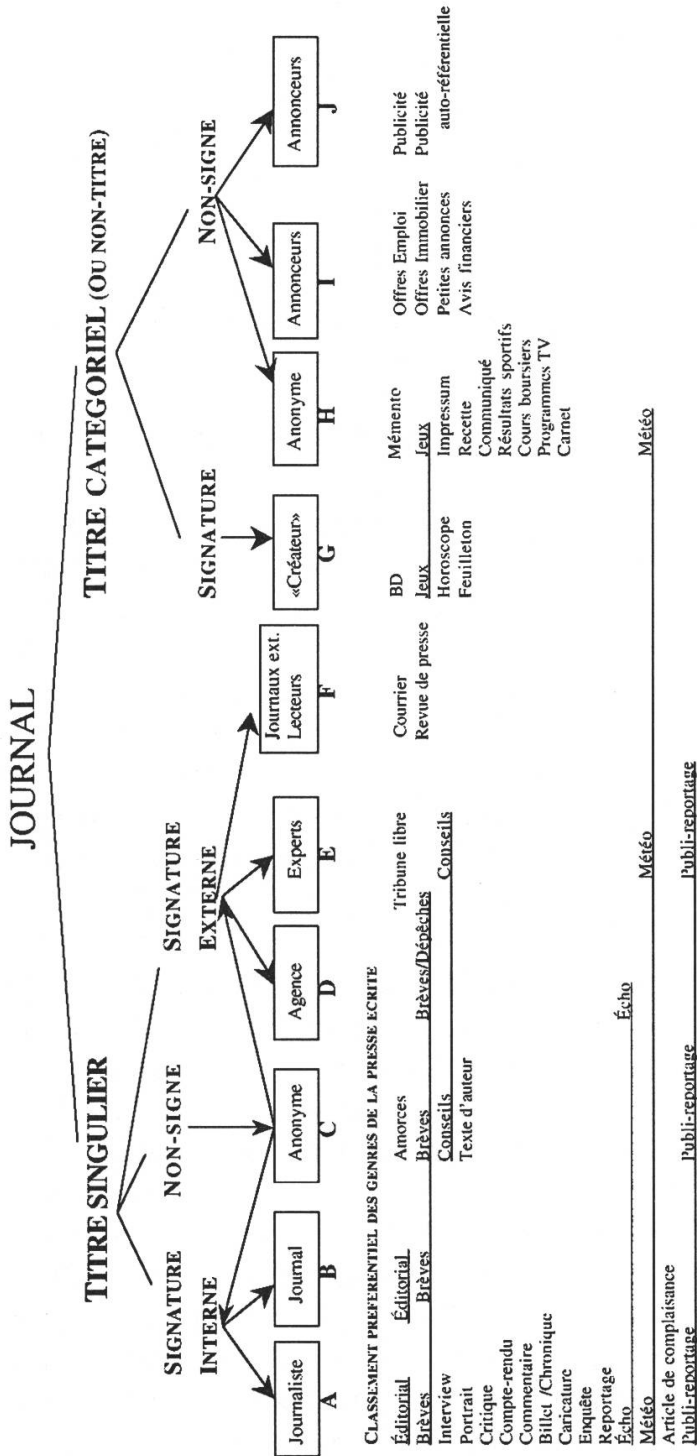 JOURNAL
TITRE SINGULIER
TITRE CATEGORIEL (OU NON-TITRE)
SIGNATURE INTERNE
NON-SIGNE
SIGNATURE EXTERNE
SIGNATURE
NON-SIGNE
Journaliste
Journal
Anonyme
Agence
Experts
Journaux ext. Lecteurs
«Créateur»
Anonyme
Annonceurs
Annonceurs
A
B
C
D
E
F
G
H
I
J
CLASSEMENT PREFERENTIEL DES GENRES DE LA PRESSE ECRITE
Éditorial Éditorial Amorces Tribune libre Courrier BD Mémento Offres Emploi Publicité
Brèves Brèves Brèves Brèves/Dépêches Revue de presse Jeux Jeux Offres Immobilier Publicité
Interview Conseils Conseils Horoscope Impressum Petites annonces auto-référentielle
Portrait Texte d'auteur Feuilleton Recette Avis financiers
Critique Communiqué
Compte-rendu Résultats sportifs
Commentaire Cours boursiers
Billet /Chronique Programmes TV
Caricature Carnet
Enquête
Reportage
Écho Écho
Météo Météo Météo
Article de complaisance
Publi-reportage Publi-reportage Publi-reportage